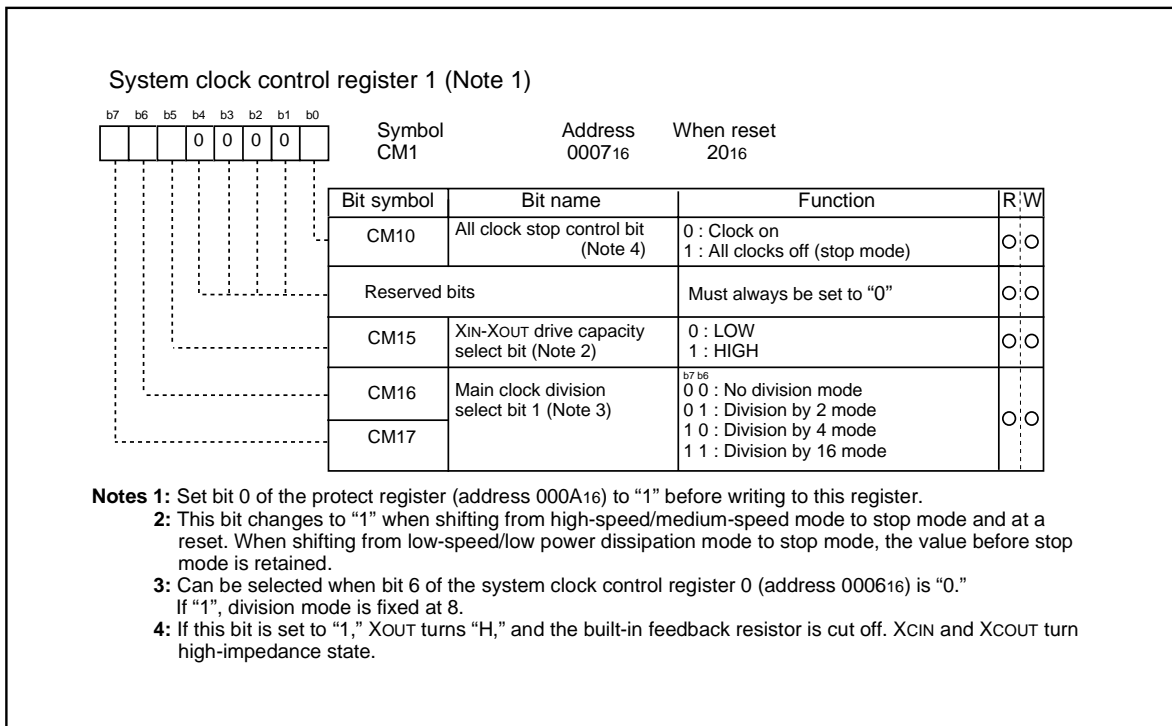 System clock control register 1 (Note 1)
b7 b6 b5 b4 b3 b2 b1 b0
0 0 0 0
Symbol Address When reset
CM1 000716 2016
Bit symbol Bit name Function R W
CM10 All clock stop control bit (Note 4) 0 : Clock on
1 : All clocks off (stop mode)
Reserved bits Must always be set to “0”
CM15 XIN-XOUT drive capacity select bit (Note 2) 0 : LOW
1 : HIGH
b7 b6
CM16 Main clock division select bit 1 (Note 3) 0 0 : No division mode
0 1 : Division by 2 mode
CM17 1 0 : Division by 4 mode
1 1 : Division by 16 mode
Notes 1: Set bit 0 of the protect register (address 000A16) to “1” before writing to this register.
2: This bit changes to “1” when shifting from high-speed/medium-speed mode to stop mode and at a
reset. When shifting from low-speed/low power dissipation mode to stop mode, the value before stop
mode is retained.
3: Can be selected when bit 6 of the system clock control register 0 (address 000616) is “0.”
If “1”, division mode is fixed at 8.
4: If this bit is set to “1,” XOUT turns “H,” and the built-in feedback resistor is cut off. XCIN and XCOUT turn
high-impedance state.